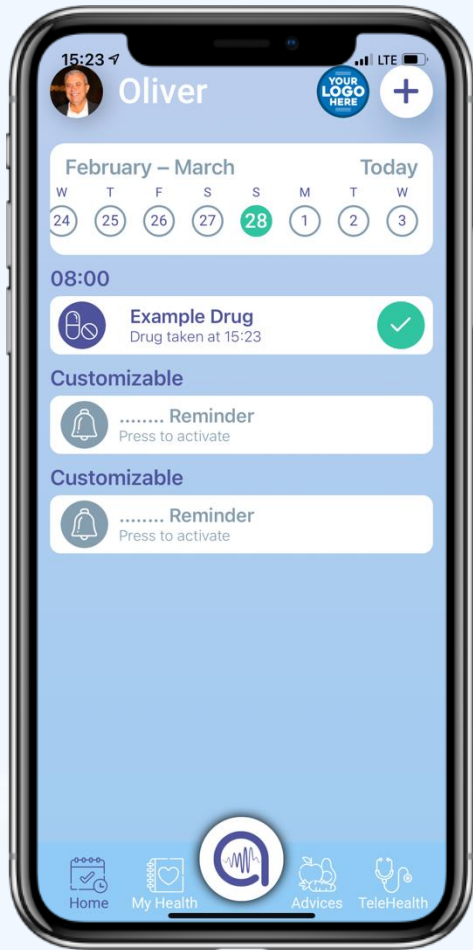 15:23
LTE
Oliver
YOUR
LOGO
HERE
+
February – March Today
W T F S S M T W
24 25 26 27 28 1 2 3
08:00
Example Drug
Drug taken at 15:23
Customizable
........ Reminder
Press to activate
Customizable
........ Reminder
Press to activate
Home My Health Advices TeleHealth